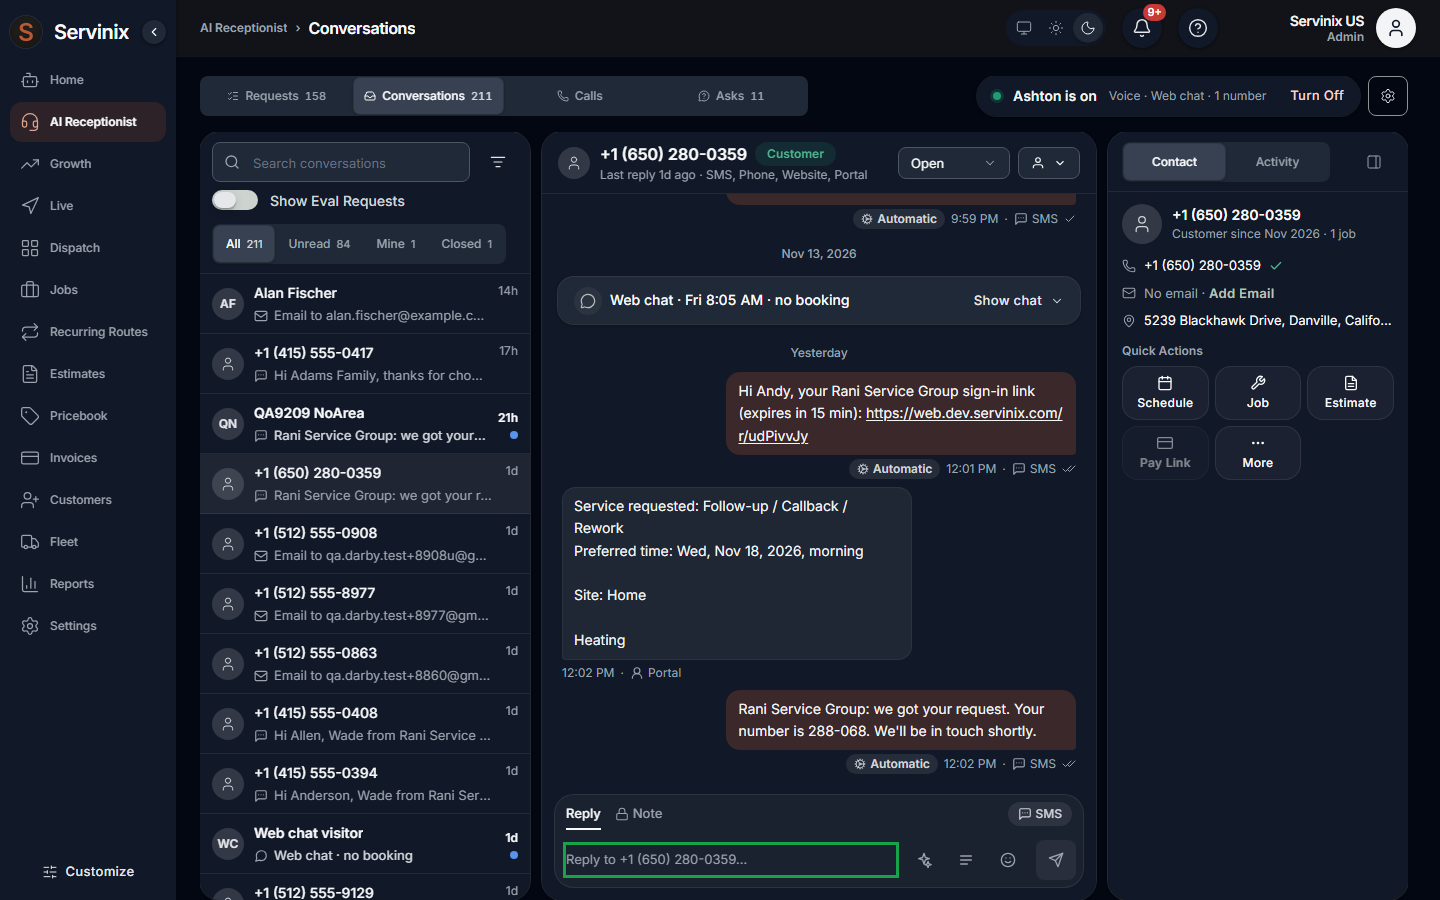 Servinix
Home
AI Receptionist
Growth
Live
Dispatch
Jobs
Recurring Routes
Estimates
Pricebook
Invoices
Customers
Fleet
Reports
Settings
Customize
AI Receptionist › Conversations
9+
Servinix US
Admin
Requests 158
Conversations 211
Calls
Asks 11
Ashton is on Voice · Web chat · 1 number Turn Off
Search conversations
Show Eval Requests
All 211
Unread 84
Mine 1
Closed 1
AF
Alan Fischer 14h
Email to alan.fischer@example.c...
+1 (415) 555-0417 17h
Hi Adams Family, thanks for cho...
QN
QA9209 NoArea 21h
Rani Service Group: we got your...
+1 (650) 280-0359 1d
Rani Service Group: we got your r...
+1 (512) 555-0908 1d
Email to qa.darby.test+8908u@g...
+1 (512) 555-8977 1d
Email to qa.darby.test+8977@gm...
+1 (512) 555-0863 1d
Email to qa.darby.test+8860@gm...
+1 (415) 555-0408 1d
Hi Allen, Wade from Rani Service ...
+1 (415) 555-0394 1d
Hi Anderson, Wade from Rani Ser...
WC
Web chat visitor 1d
Web chat · no booking
+1 (512) 555-9129 1d
+1 (650) 280-0359 Customer
Last reply 1d ago · SMS, Phone, Website, Portal
Open
Automatic 9:59 PM · SMS
Nov 13, 2026
Web chat · Fri 8:05 AM · no booking Show chat
Yesterday
Hi Andy, your Rani Service Group sign-in link
(expires in 15 min): https://web.dev.servinix.com/
r/udPivvJy
Automatic 12:01 PM · SMS
Service requested: Follow-up / Callback /
Rework
Preferred time: Wed, Nov 18, 2026, morning
Site: Home
Heating
12:02 PM · Portal
Rani Service Group: we got your request. Your
number is 288-068. We'll be in touch shortly.
Automatic 12:02 PM · SMS
Reply
Note
SMS
Reply to +1 (650) 280-0359...
Contact
Activity
+1 (650) 280-0359
Customer since Nov 2026 · 1 job
+1 (650) 280-0359
No email · Add Email
5239 Blackhawk Drive, Danville, Califo...
Quick Actions
Schedule
Job
Estimate
Pay Link
More